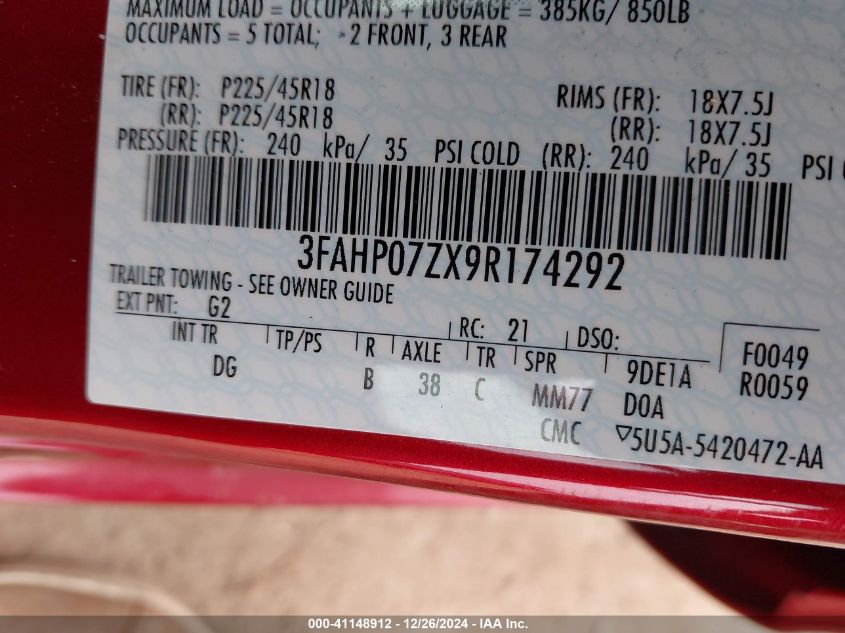 MAXIMUM LOAD = OCCUPANTS + LUGGAGE = 385KG/ 850LB
OCCUPANTS = 5 TOTAL; 2 FRONT, 3 REAR
TIRE (FR): P225/45R18 RIMS (FR): 18X7.5J
(RR): P225/45R18 (RR): 18X7.5J
PRESSURE (FR): 240 kPa/ 35 PSI COLD (RR): 240 kPa/ 35 PSI
3FAHP07ZX9R174292
TRAILER TOWING - SEE OWNER GUIDE
EXT PNT: G2 RC: 21 DSO: F0049
INT TR TP/PS R AXLE TR SPR 9DE1A R0059
DG B 38 C MM77 D0A
CMC ▽5U5A-5420472-AA
000-41148912 - 12/26/2024 - IAA Inc.